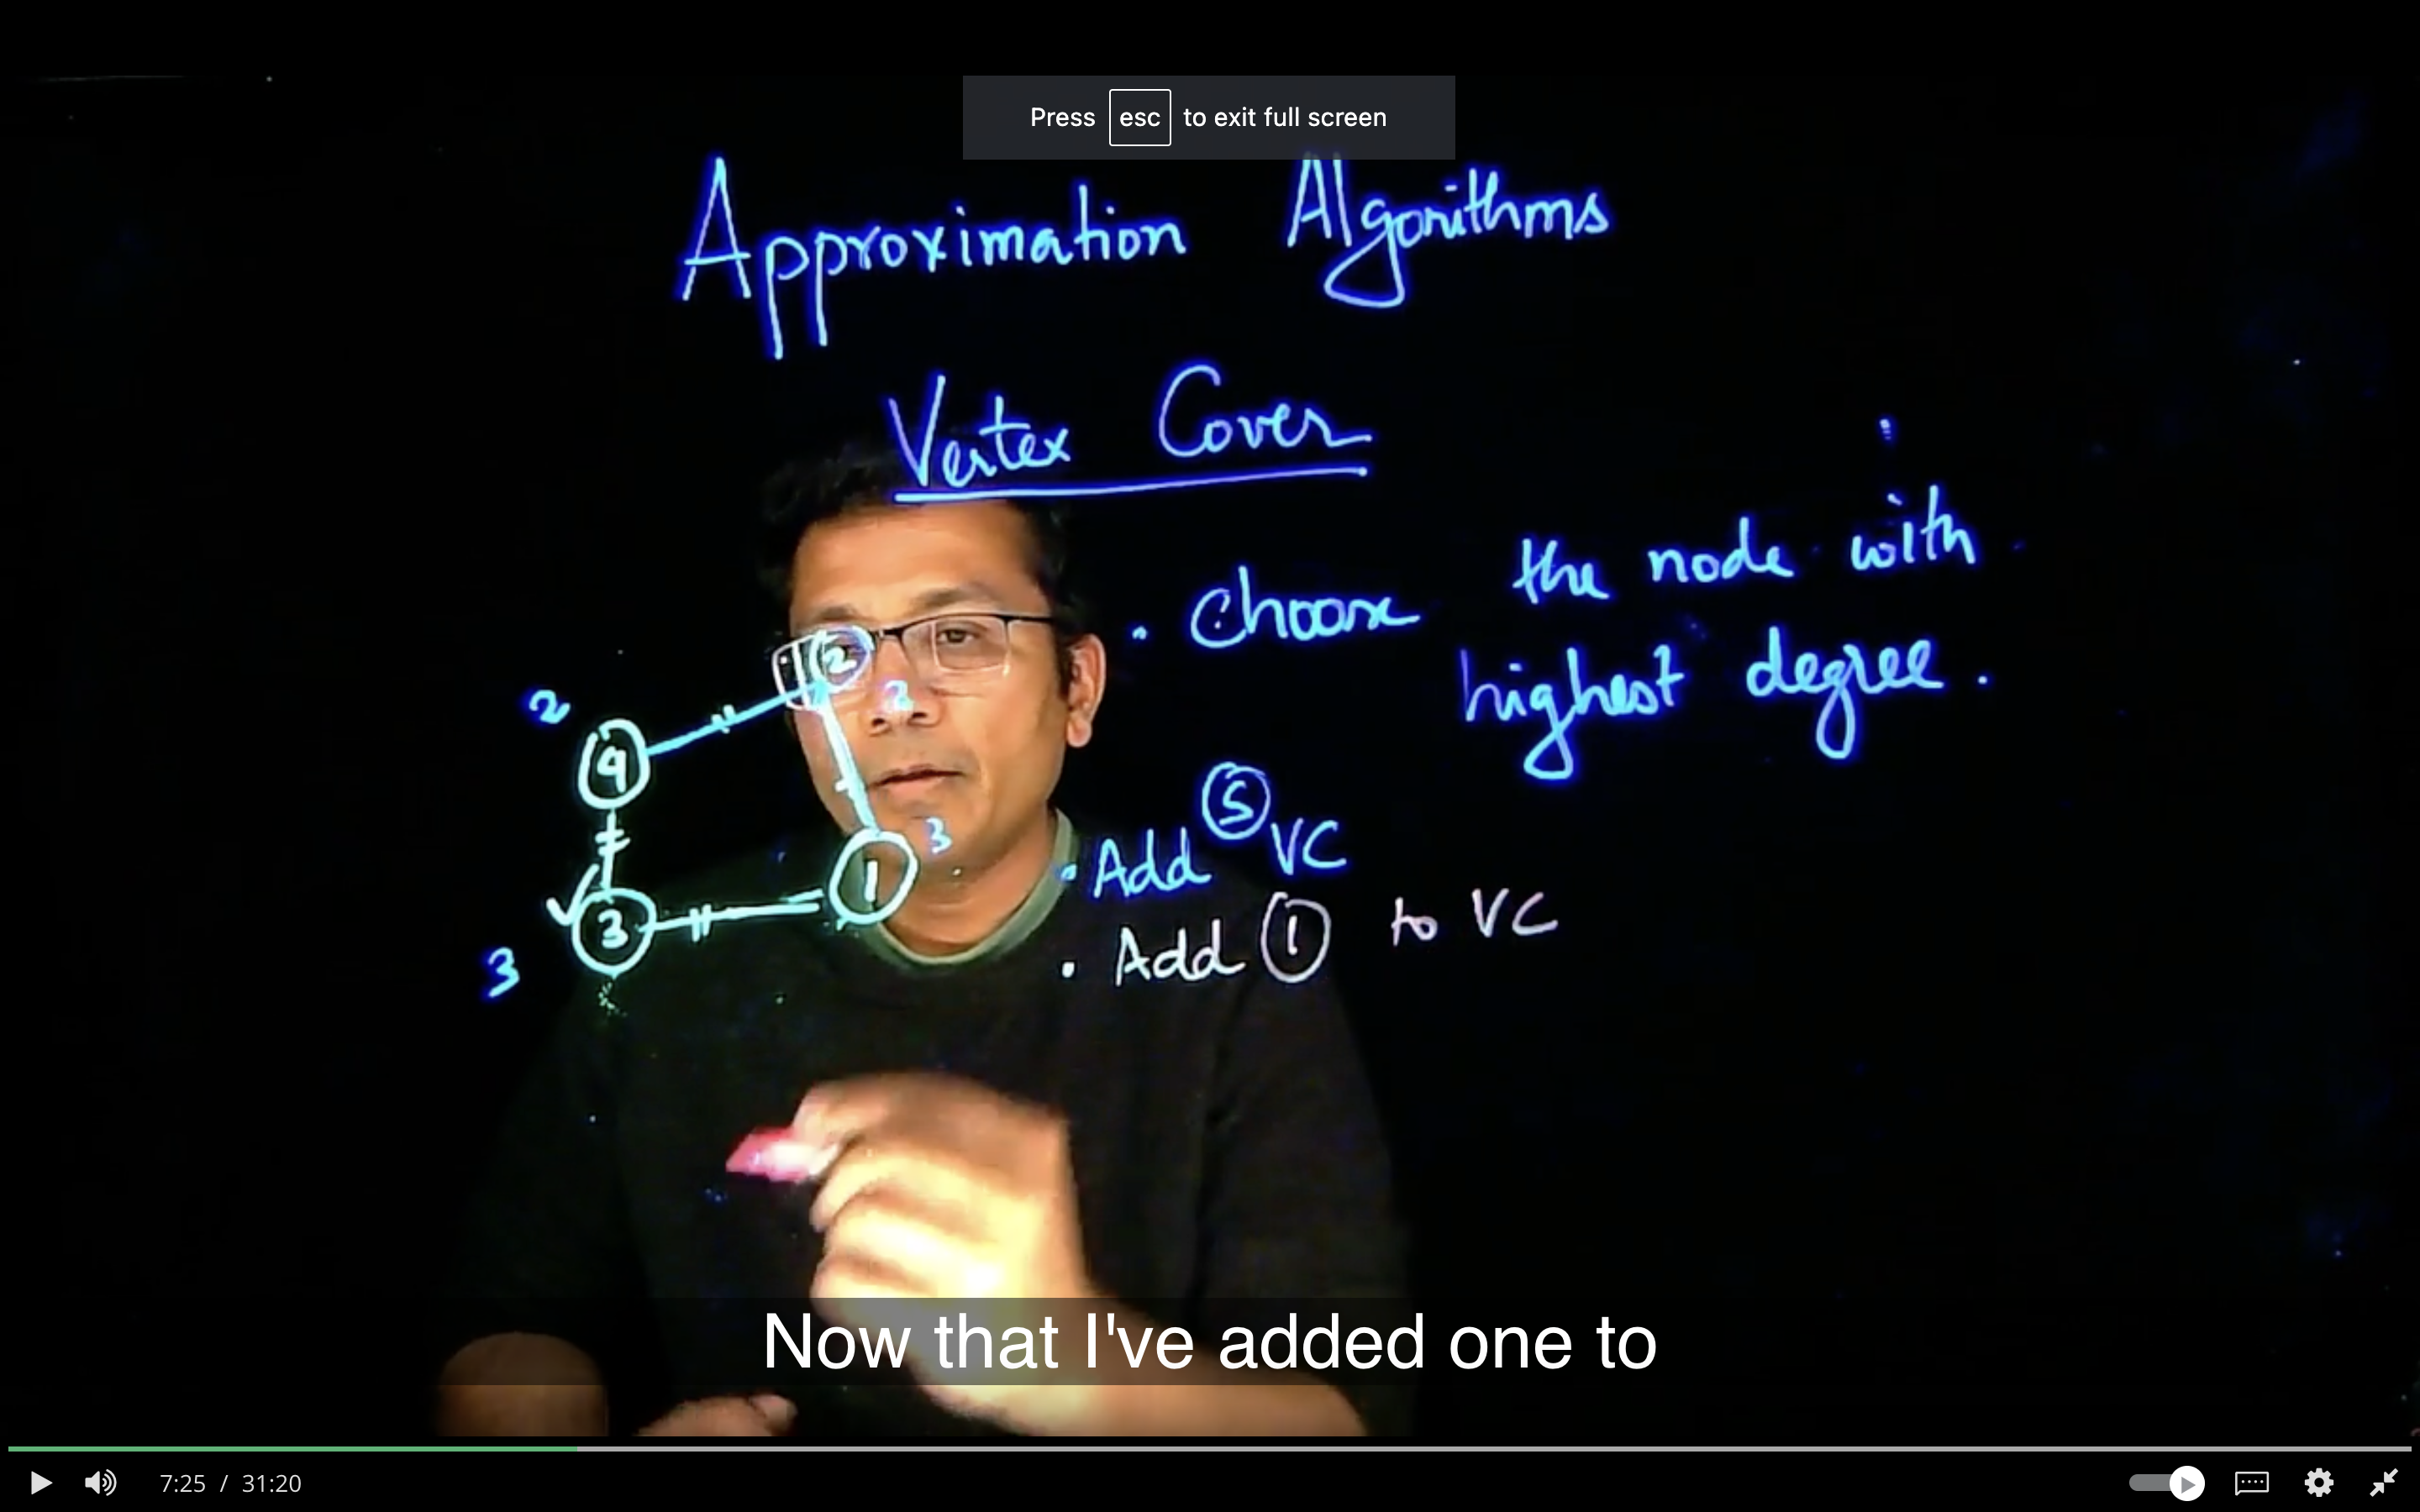 Press esc to exit full screen
Approximation Algorithms
Vertex Cover
. Choose the node with
highest degree.
2
2
2
4
3
1
3
3
. Add 5 VC
. Add 1 to VC
Now that I've added one to
7:25 / 31:20